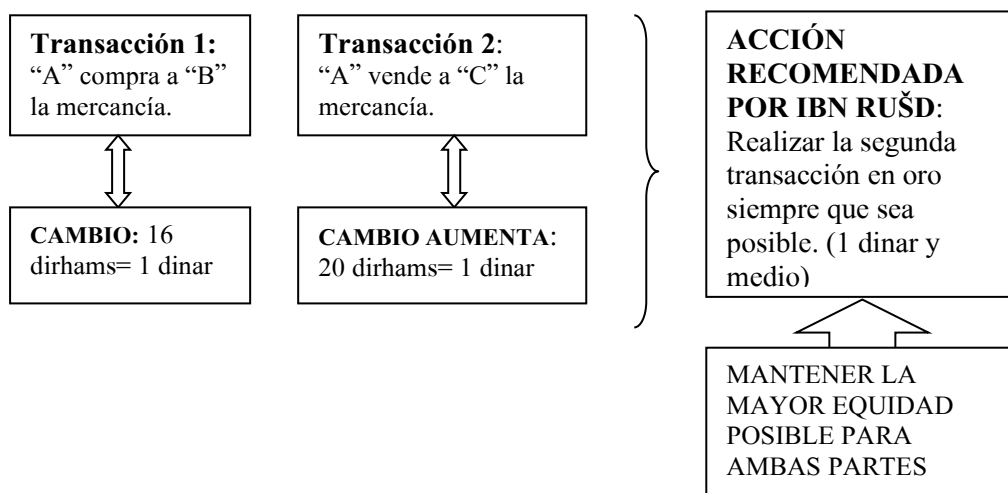 Transacción 1:
“A” compra a “B”
la mercancía.
CAMBIO: 16
dirhams= 1 dinar
Transacción 2:
“A” vende a “C” la
mercancía.
CAMBIO AUMENTA:
20 dirhams= 1 dinar
ACCIÓN
RECOMENDADA
POR IBN RUŠD:
Realizar la segunda
transacción en oro
siempre que sea
posible. (1 dinar y
medio)
MANTENER LA
MAYOR EQUIDAD
POSIBLE PARA
AMBAS PARTES